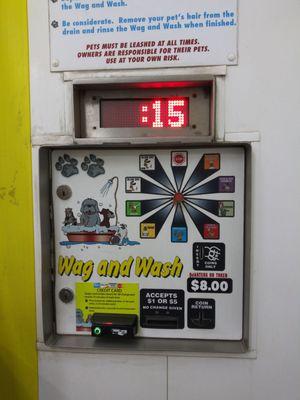 the Wag and Wash.
Be considerate. Remove your pet's hair from the
drain and rinse the Wag and Wash when finished.
PETS MUST BE LEASHED AT ALL TIMES.
OWNERS ARE RESPONSIBLE FOR THEIR PETS.
USE AT YOUR OWN RISK.
:15
Wag and Wash
COINS ONLY
$8.00
CREDIT CARD
ACCEPTS
$1 OR $5
NO CHANGE GIVEN
COIN
RETURN